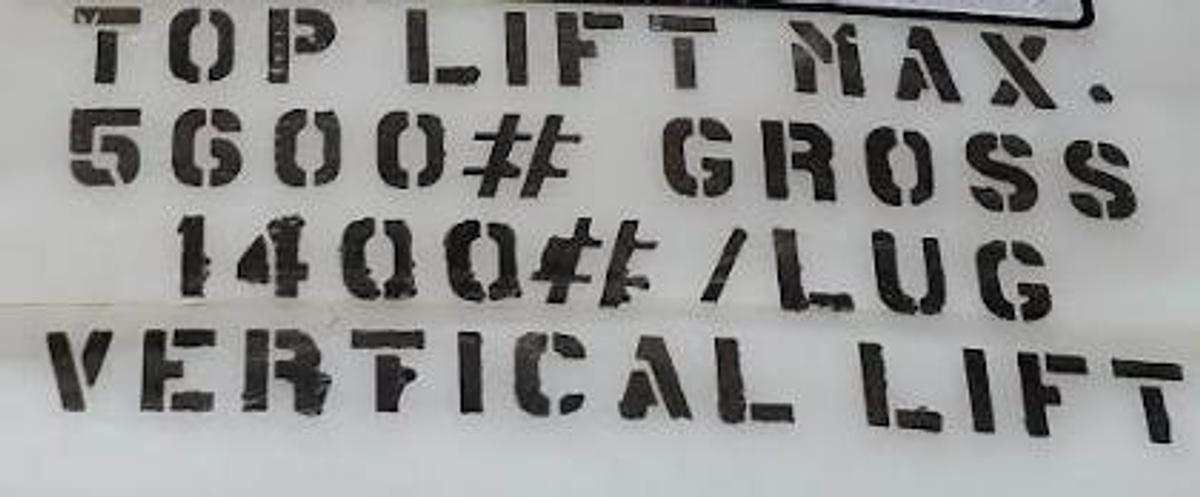 TOP LIFT MAX.
5600# GROSS
1400#/LUG
VERTICAL LIFT